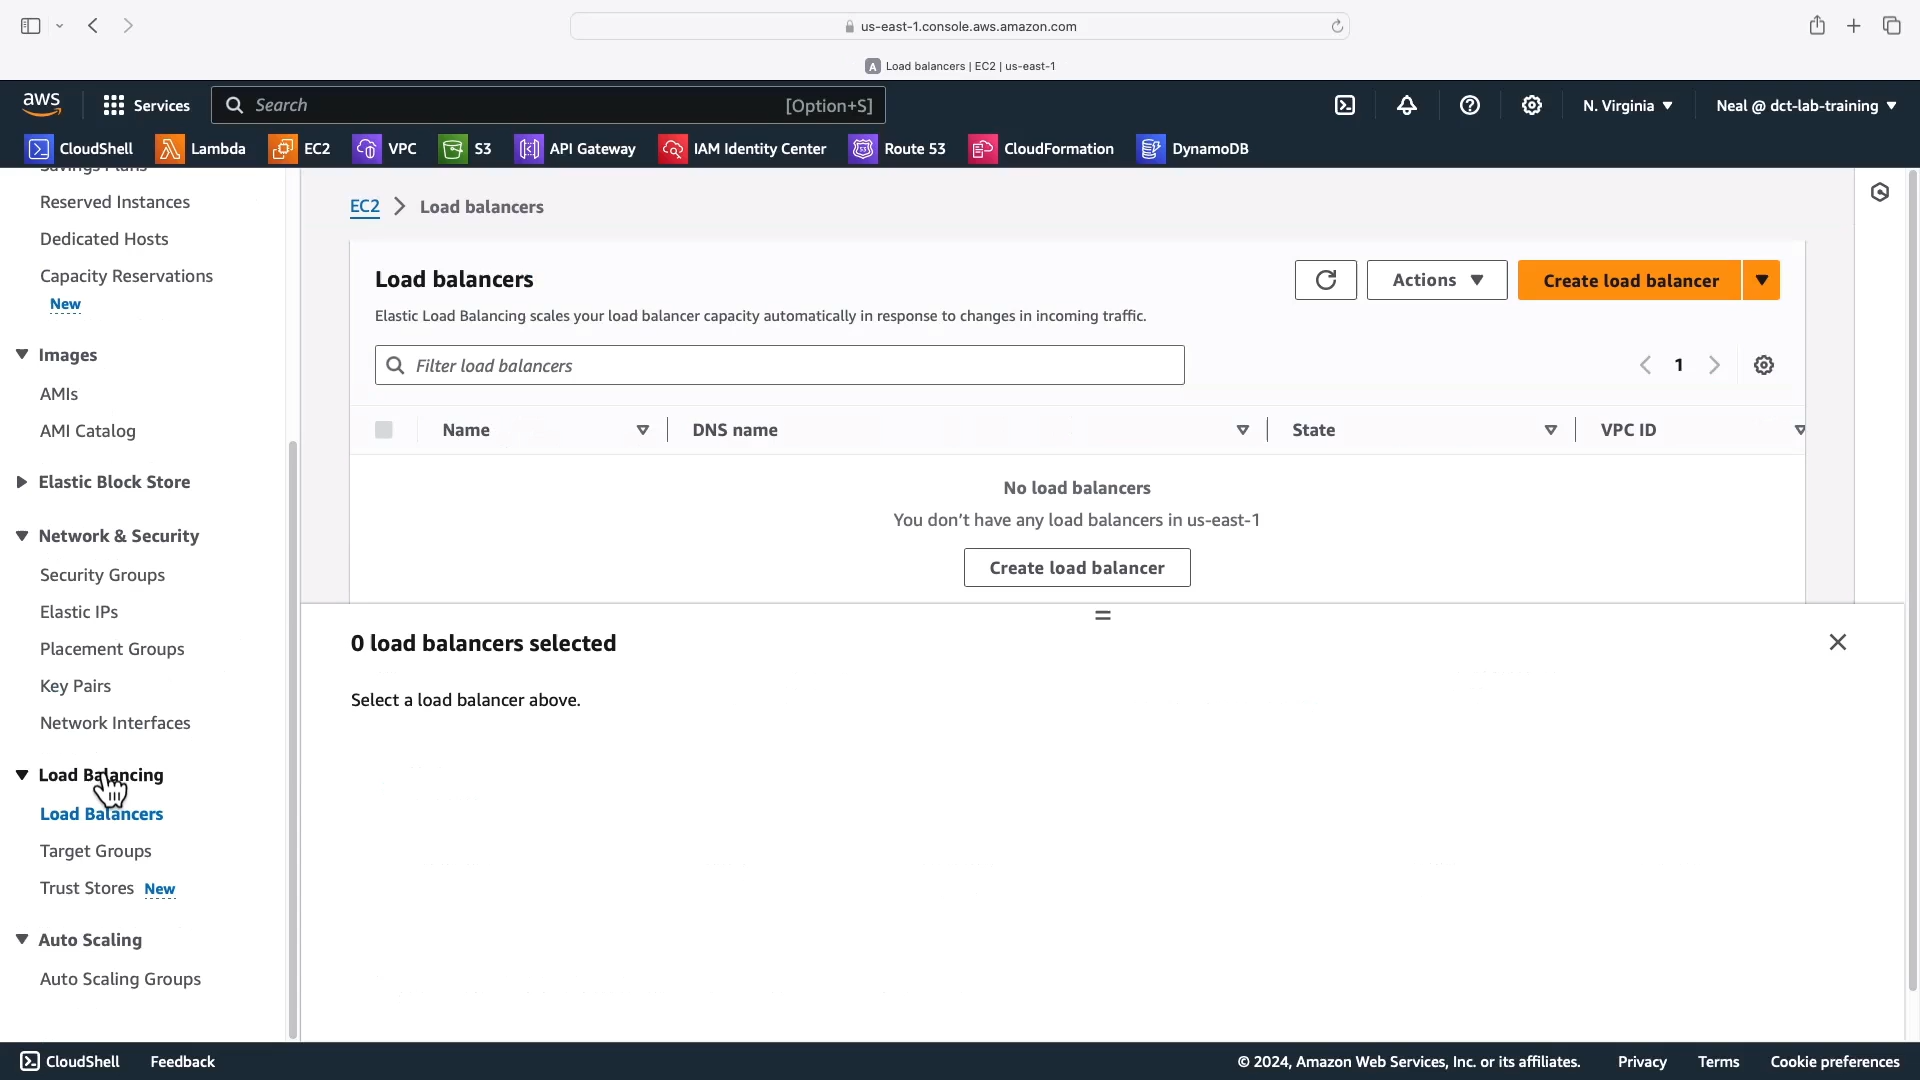 us-east-1.console.aws.amazon.com
A Load balancers | EC2 | us-east-1
aws Services Search [Option+S] N. Virginia ▼ Neal @ dct-lab-training ▼
CloudShell Lambda EC2 VPC S3 API Gateway IAM Identity Center Route 53 CloudFormation DynamoDB
Savings Plans
Reserved Instances
Dedicated Hosts
Capacity Reservations
New
Images
AMIs
AMI Catalog
Elastic Block Store
Network & Security
Security Groups
Elastic IPs
Placement Groups
Key Pairs
Network Interfaces
Load Balancing
Load Balancers
Target Groups
Trust Stores New
Auto Scaling
Auto Scaling Groups
EC2 > Load balancers
Load balancers
Actions ▼ Create load balancer ▼
Elastic Load Balancing scales your load balancer capacity automatically in response to changes in incoming traffic.
Filter load balancers
1
Name DNS name State VPC ID
No load balancers
You don't have any load balancers in us-east-1
Create load balancer
0 load balancers selected
Select a load balancer above.
CloudShell Feedback © 2024, Amazon Web Services, Inc. or its affiliates. Privacy Terms Cookie preferences